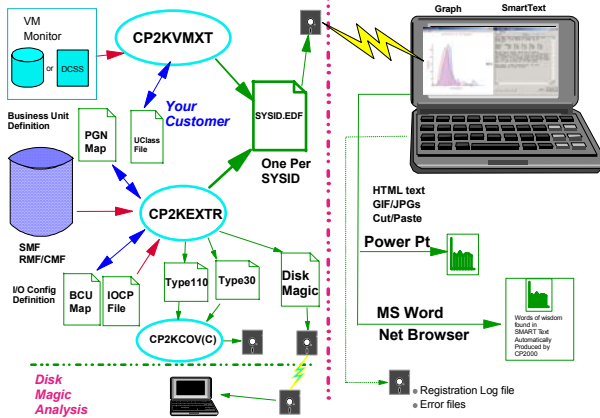 VM
Monitor
or
DCSS
CP2KVMXT
Graph
SmartText
Business Unit
Definition
PGN
Map
UClass
File
Your
Customer
SYSID.EDF
One Per
SYSID
CP2KEXTR
SMF
RMF/CMF
I/O Config
Definition
BCU
Map
IOCP
File
Type110
Type30
Disk
Magic
CP2KCOV(C)
Disk
Magic
Analysis
HTML text
GIF/JPGs
Cut/Paste
Power Pt
MS Word
Net Browser
Words of wisdom
found in
SMART Text
Automatically
Produced by
CP2000
• Registration Log file
• Error files